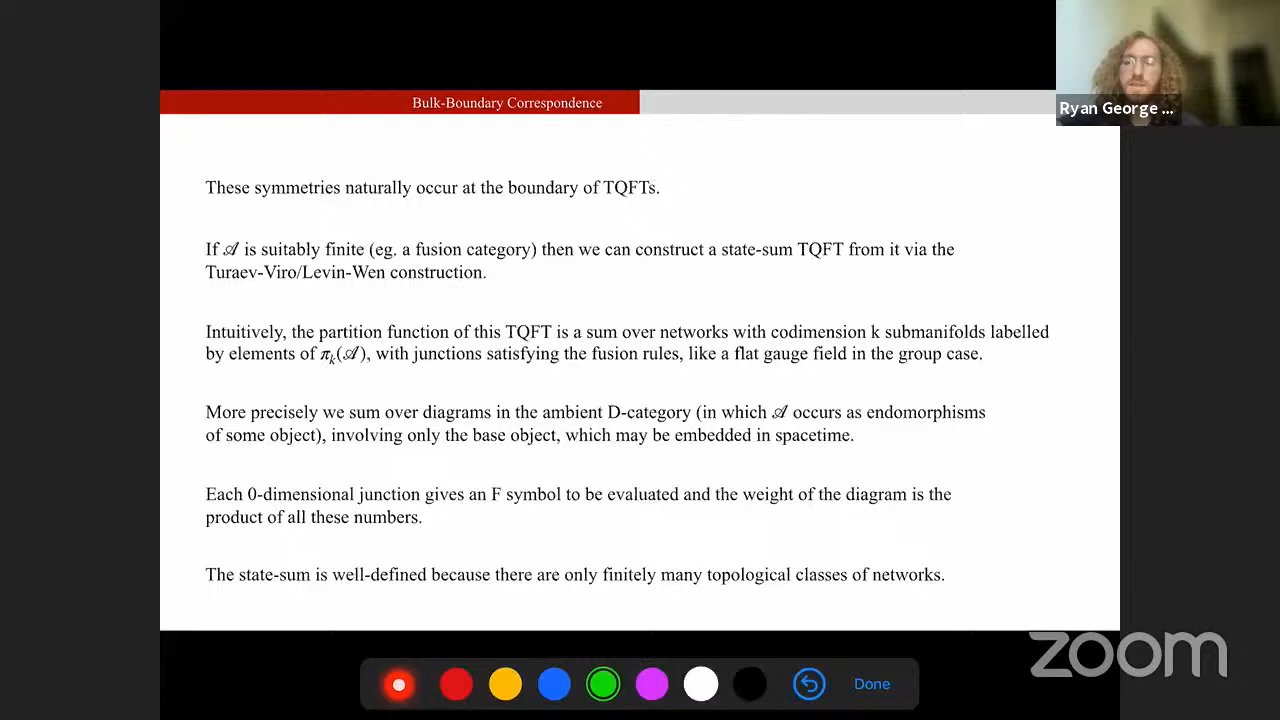 Bulk-Boundary Correspondence
Ryan George ...
These symmetries naturally occur at the boundary of TQFTs.
If 𝒜 is suitably finite (eg. a fusion category) then we can construct a state-sum TQFT from it via the
Turaev-Viro/Levin-Wen construction.
Intuitively, the partition function of this TQFT is a sum over networks with codimension k submanifolds labelled
by elements of πₖ(𝒜), with junctions satisfying the fusion rules, like a flat gauge field in the group case.
More precisely we sum over diagrams in the ambient D-category (in which 𝒜 occurs as endomorphisms
of some object), involving only the base object, which may be embedded in spacetime.
Each 0-dimensional junction gives an F symbol to be evaluated and the weight of the diagram is the
product of all these numbers.
The state-sum is well-defined because there are only finitely many topological classes of networks.
zoom
Done